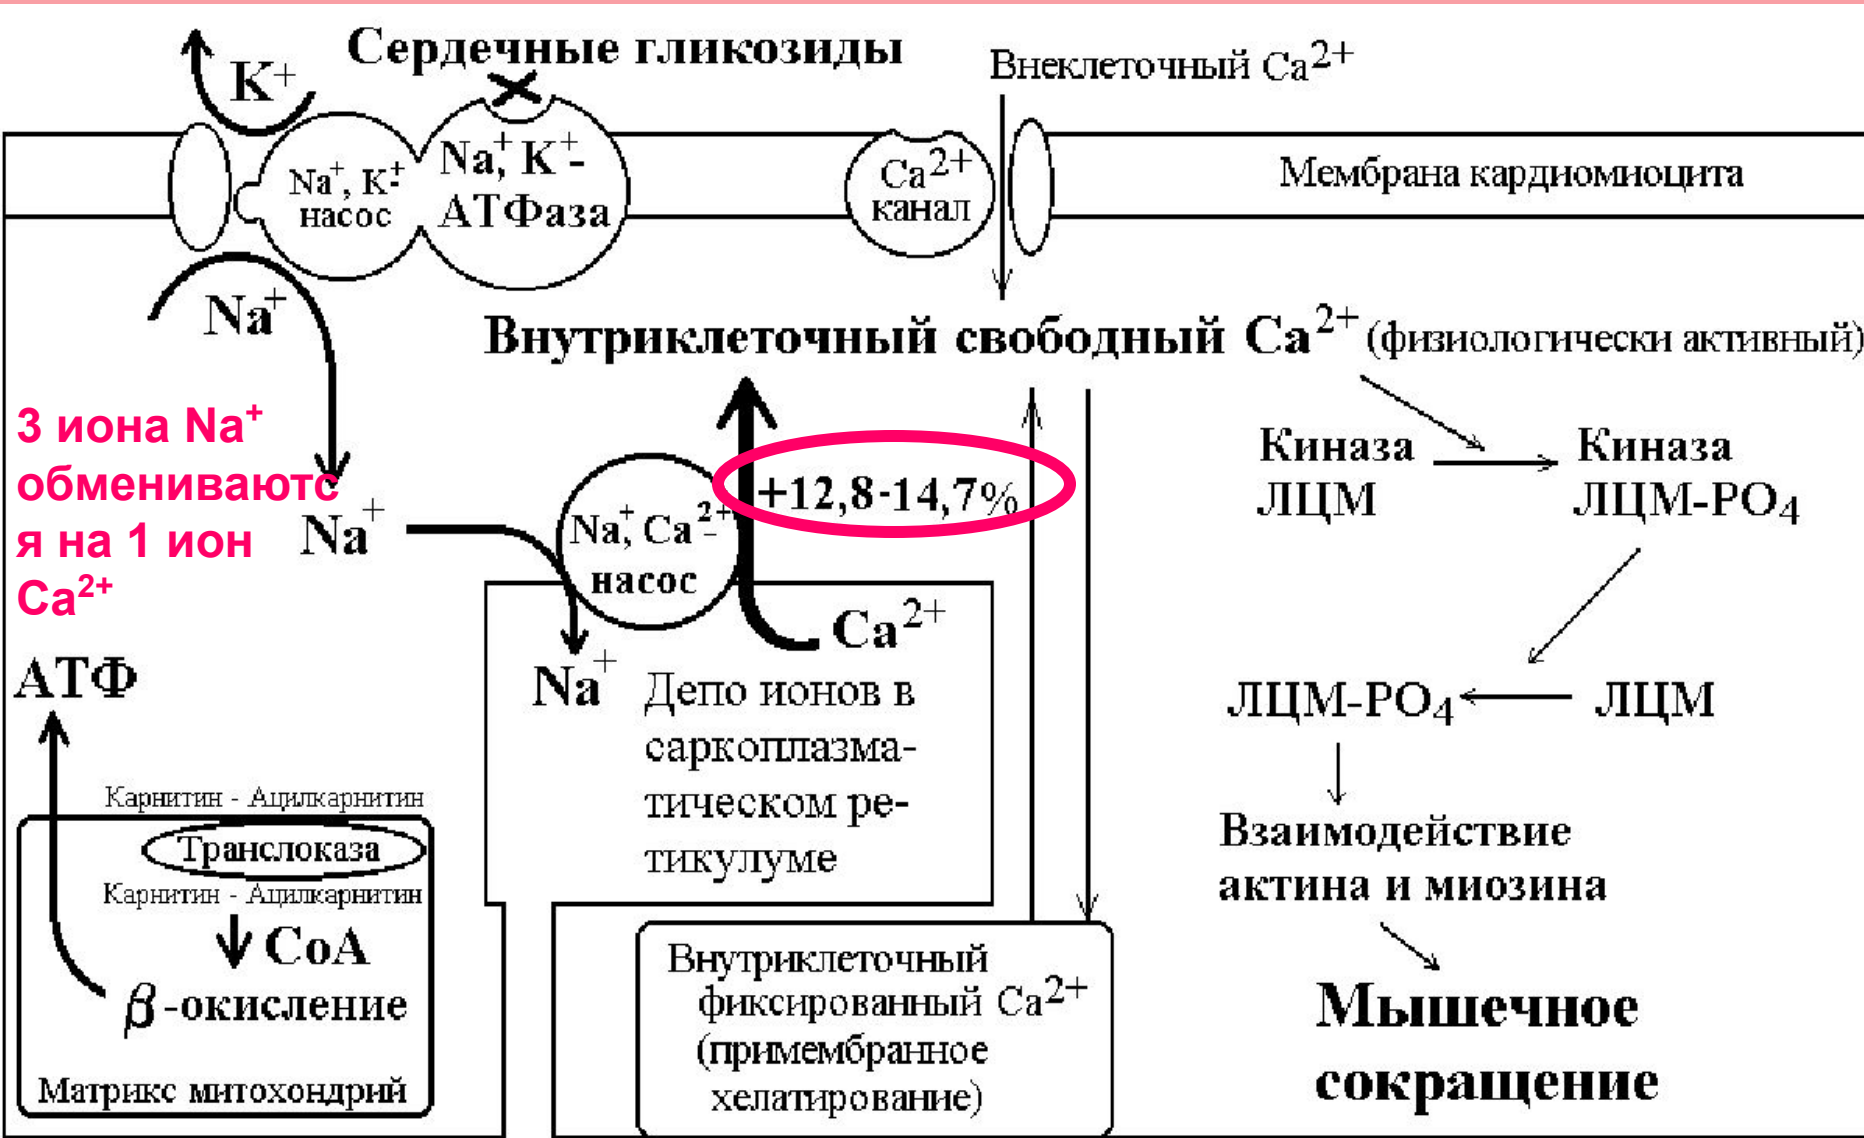 Сердечные гликозиды
Внеклеточный Ca2+
K+
Na+, K+-
насос
Na+, K+-
АТФаза
Ca2+
канал
Мембрана кардиомиоцита
Na+
Внутриклеточный свободный Ca2+ (физиологически активный)
3 иона Na+
обмениваютс
я на 1 ион
Ca2+
Na+
Na+, Ca2+-
насос
+12,8-14,7%
Киназа
ЛЦМ
Киназа
ЛЦМ-PO4
Na+
Ca2+
Депо ионов в
саркоплазма-
тическом ре-
тикулуме
АТФ
ЛЦМ-PO4
ЛЦМ
Карнитин - Ацилкарнитин
Транслоказа
Карнитин - Ацилкарнитин
CoA
β-окисление
Матрикс митохондрий
Внутриклеточный
фиксированный Ca2+
(примембранное
хелатирование)
Взаимодействие
актина и миозина
Мышечное
сокращение